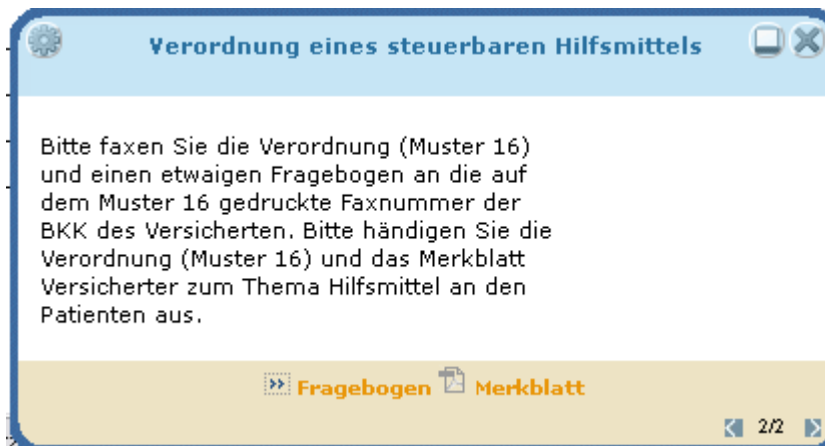 Verordnung eines steuerbaren Hilfsmittels
Bitte faxen Sie die Verordnung (Muster 16)
und einen etwaigen Fragebogen an die auf
dem Muster 16 gedruckte Faxnummer der
BKK des Versicherten. Bitte händigen Sie die
Verordnung (Muster 16) und das Merkblatt
Versicherter zum Thema Hilfsmittel an den
Patienten aus.
Fragebogen Merkblatt
2/2